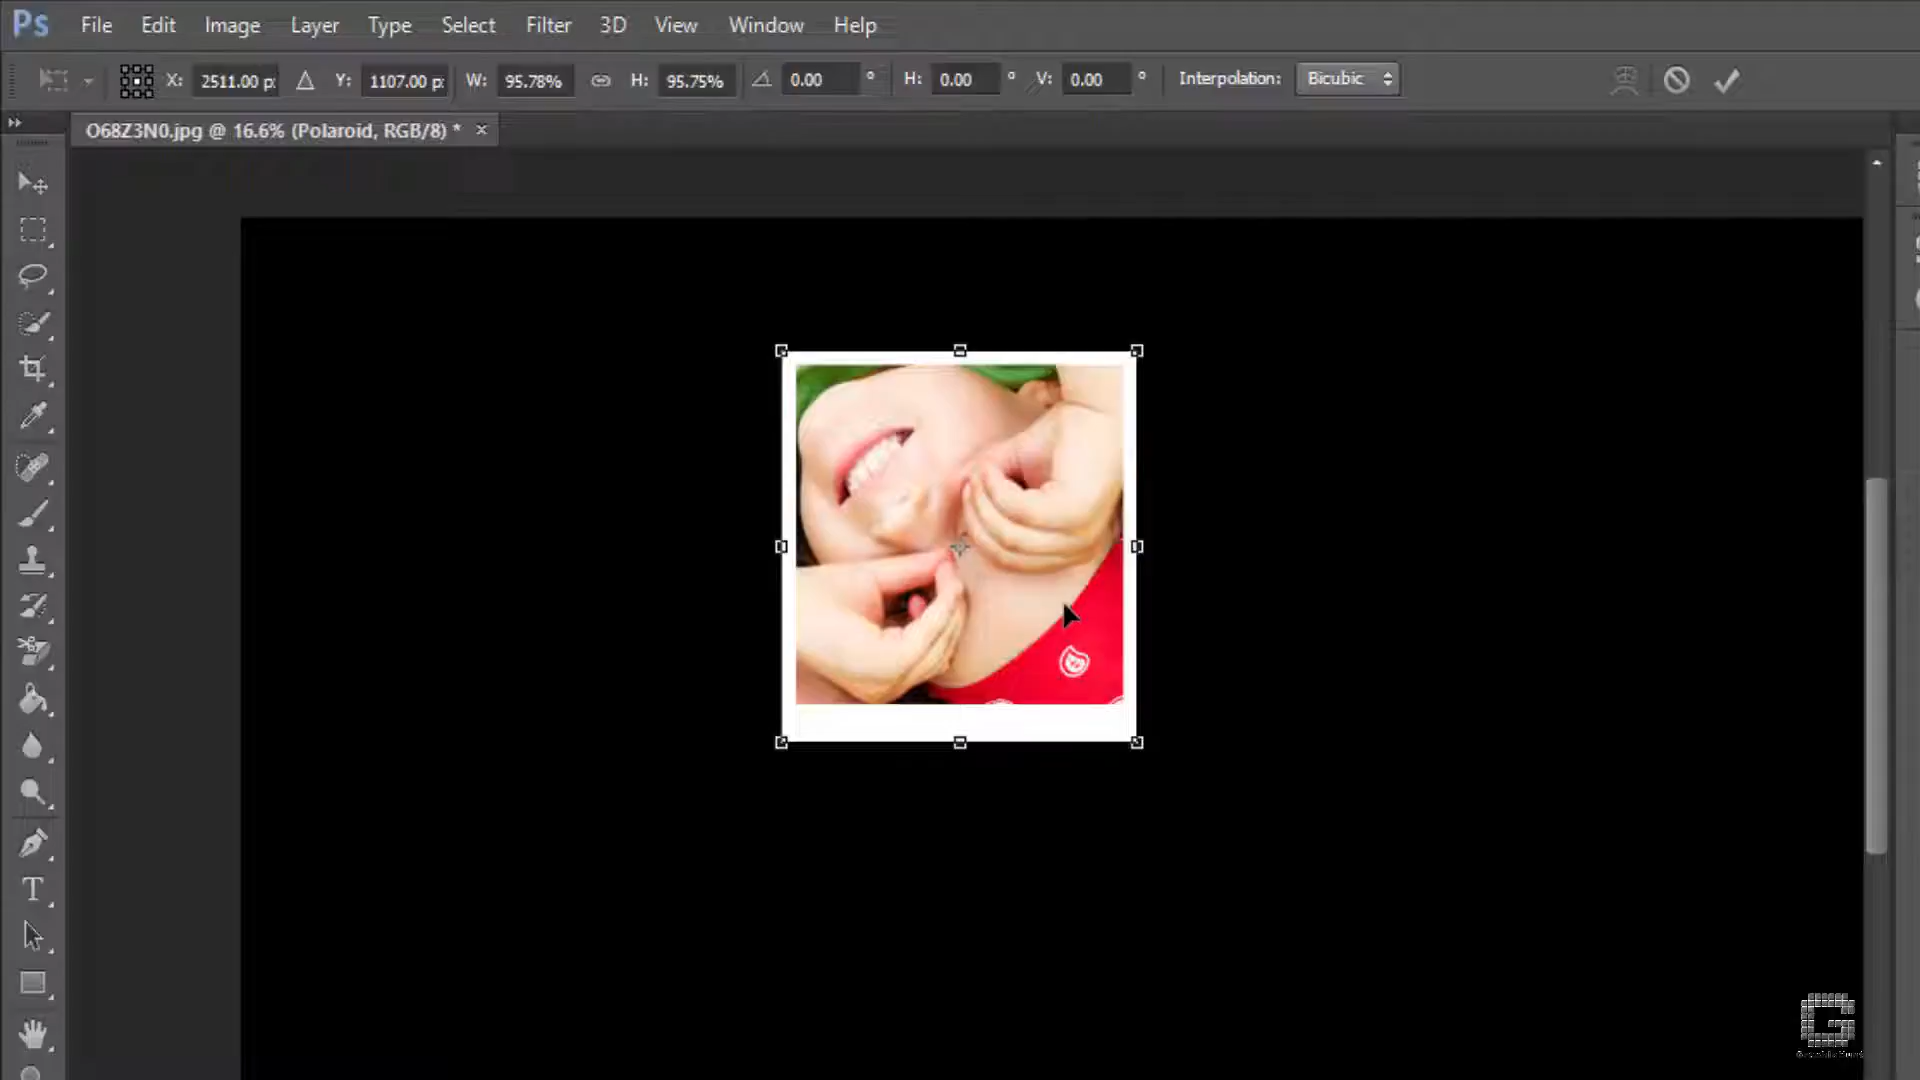 Ps File Edit Image Layer Type Select Filter 3D View Window Help
X: 2511.00 p: Y: 1107.00 p: W: 95.78% H: 95.75% 0.00 ° H: 0.00 ° V: 0.00 ° Interpolation: Bicubic
O68Z3N0.jpg @ 16.6% (Polaroid, RGB/8) * ×
T
G